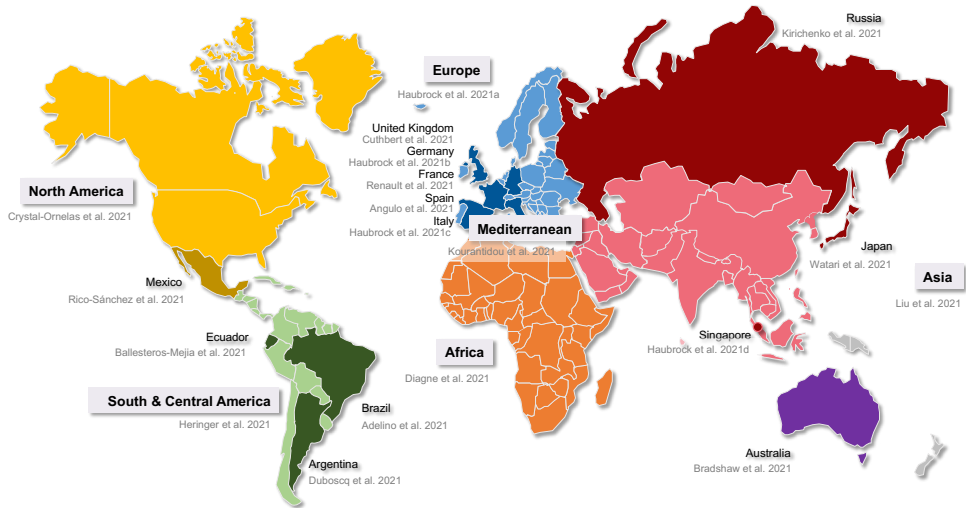 Russia
Kirichenko et al. 2021
Europe
Haubrock et al. 2021a
United Kingdom
Cuthbert et al. 2021
Germany
Haubrock et al. 2021b
France
Renault et al. 2021
Spain
Angulo et al. 2021
Italy
Haubrock et al. 2021c
Mediterranean
Kourantidou et al. 2021
North America
Crystal-Ornelas et al. 2021
Mexico
Rico-Sánchez et al. 2021
Japan
Watari et al. 2021
Asia
Liu et al. 2021
Ecuador
Ballesteros-Mejia et al. 2021
Singapore
Haubrock et al. 2021d
Africa
Diagne et al. 2021
South & Central America
Heringer et al. 2021
Brazil
Adelino et al. 2021
Argentina
Duboscq et al. 2021
Australia
Bradshaw et al. 2021